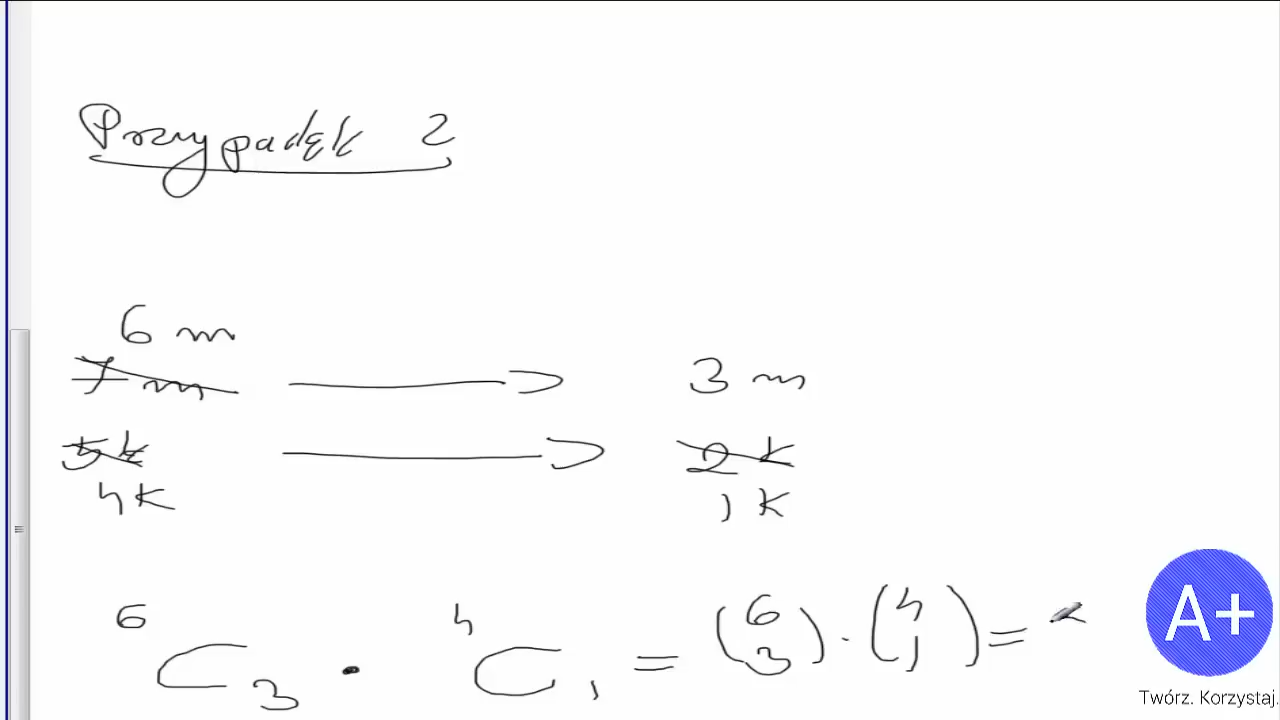 Przypadek 2
6 m
7 m → 3 m
5 k → 2 k
4 k 1 k
⁶C₃ · ⁴C₁ = (6 3) · (4 1) =
A+
Twórz. Korzystaj.